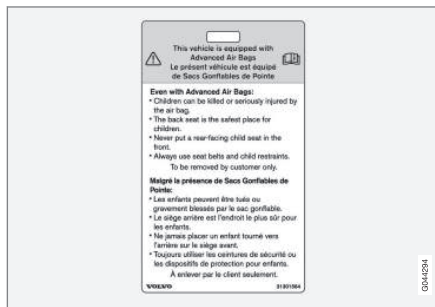 This vehicle is equipped with
Advanced Air Bags
Le présent véhicule est équipé
de Sacs Gonflables de Pointe
Even with Advanced Air Bags:
• Children can be killed or seriously injured by
the air bag.
• The back seat is the safest place for
children.
• Never put a rear-facing child seat in the
front.
• Always use seat belts and child restraints.
To be removed by customer only.
Malgré la présence de Sacs Gonflables de
Pointe:
• Les enfants peuvent être tués ou
gravement blessés par le sac gonflable.
• Le siège arrière est l'endroit le plus sûr pour
les enfants.
• Ne jamais placer un enfant tourné vers
l'arrière sur le siège avant.
• Toujours utiliser les ceintures de sécurité ou
les dispositifs de protection pour enfants.
À enlever par le client seulement.
VOLVO 31301564
G044294